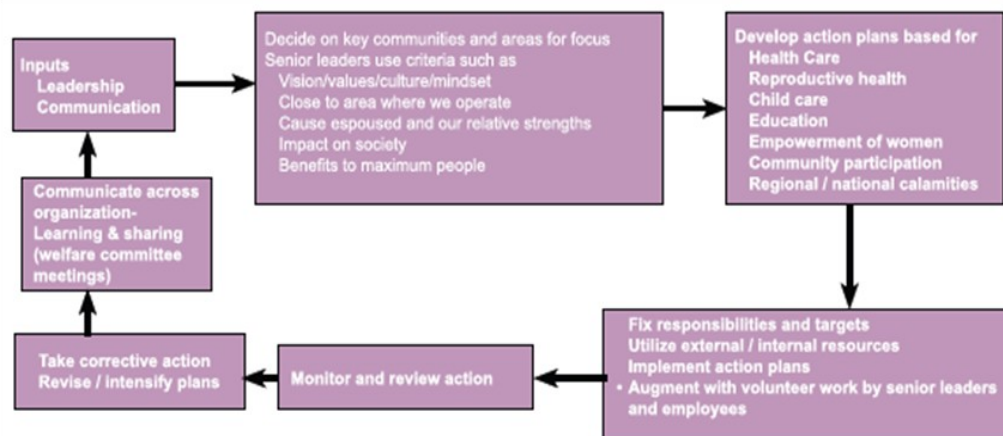 Inputs
Leadership
Communication
Decide on key communities and areas for focus
Senior leaders use criteria such as
Vision/values/culture/mindset
Close to area where we operate
Cause espoused and our relative strengths
Impact on society
Benefits to maximum people
Develop action plans based for
Health Care
Reproductive health
Child care
Education
Empowerment of women
Community participation
Regional / national calamities
Fix responsibilities and targets
Utilize external / internal resources
Implement action plans
• Augment with volunteer work by senior leaders
and employees
Monitor and review action
Take corrective action
Revise / intensify plans
Communicate across
organization-
Learning & sharing
(welfare committee
meetings)